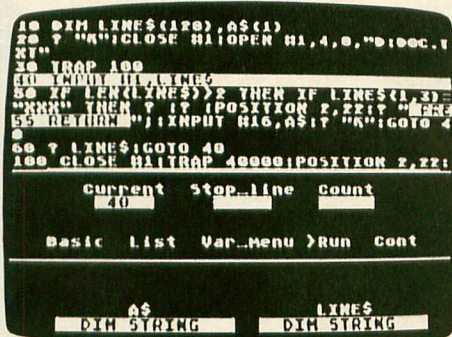 10 DIM LINE$(120),A$(1)
20 ? "K";CLOSE #1:OPEN #1,4,0,"D:DOC.T
XT"
30 TRAP 100
40 INPUT #1,LINE$
50 IF LEN(LINE$)>2 THEN IF LINE$(1,3)=
"XXX" THEN ? :? :POSITION 2,22:? " PRE
SS RETURN ";:INPUT #16,A$:? "K":GOTO 4
0
60 ? LINE$:GOTO 40
100 CLOSE #1:TRAP 40000:POSITION 2,22:
Current Stop_line Count
40
Basic List Var_Menu >Run Cont
A$ LINE$
DIM STRING DIM STRING